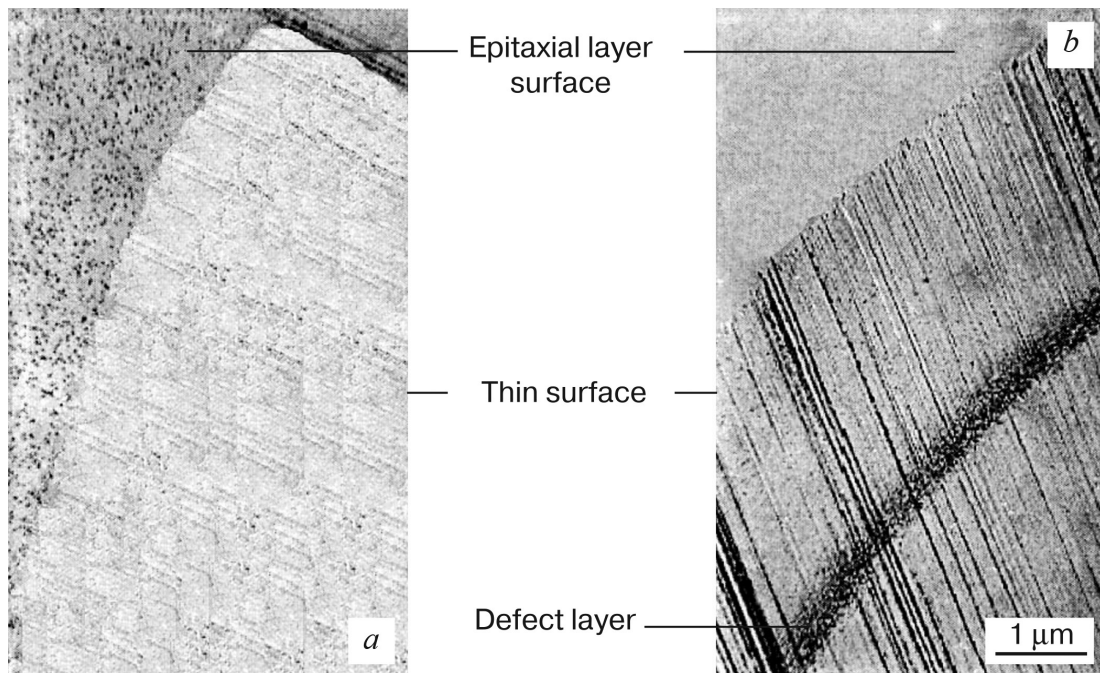 Epitaxial layer
surface
b
Thin surface
Defect layer
a
1 μm